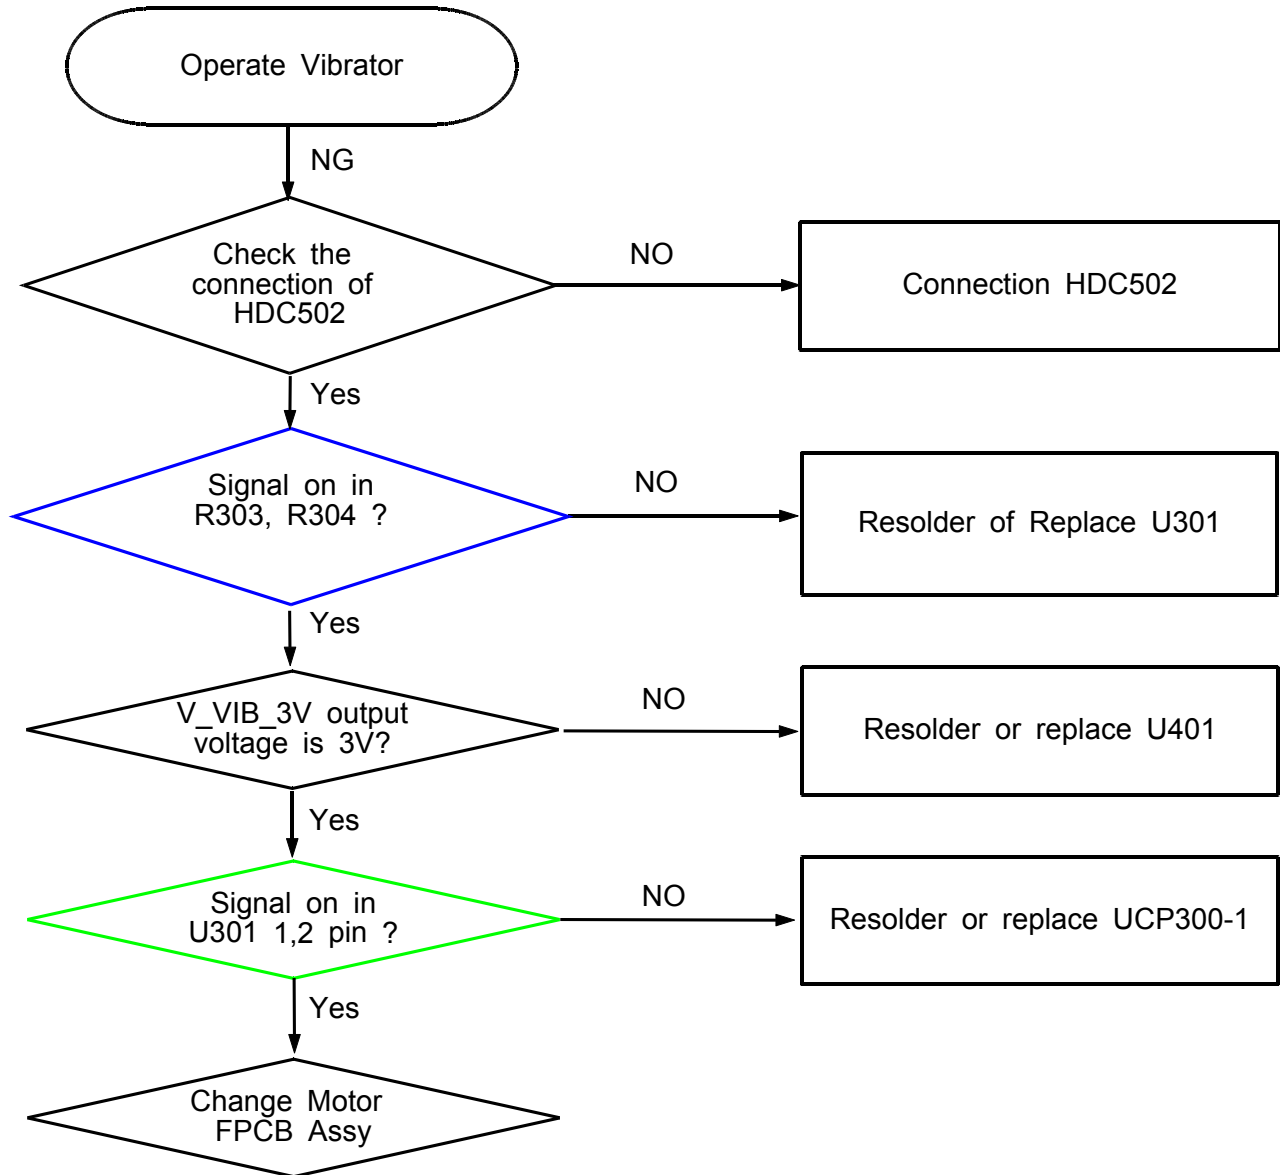 Operate Vibrator
NG
Check the
connection of
HDC502
NO
Connection HDC502
Yes
Signal on in
R303, R304 ?
NO
Resolder of Replace U301
Yes
V_VIB_3V output
voltage is 3V?
NO
Resolder or replace U401
Yes
Signal on in
U301 1,2 pin ?
NO
Resolder or replace UCP300-1
Yes
Change Motor
FPCB Assy